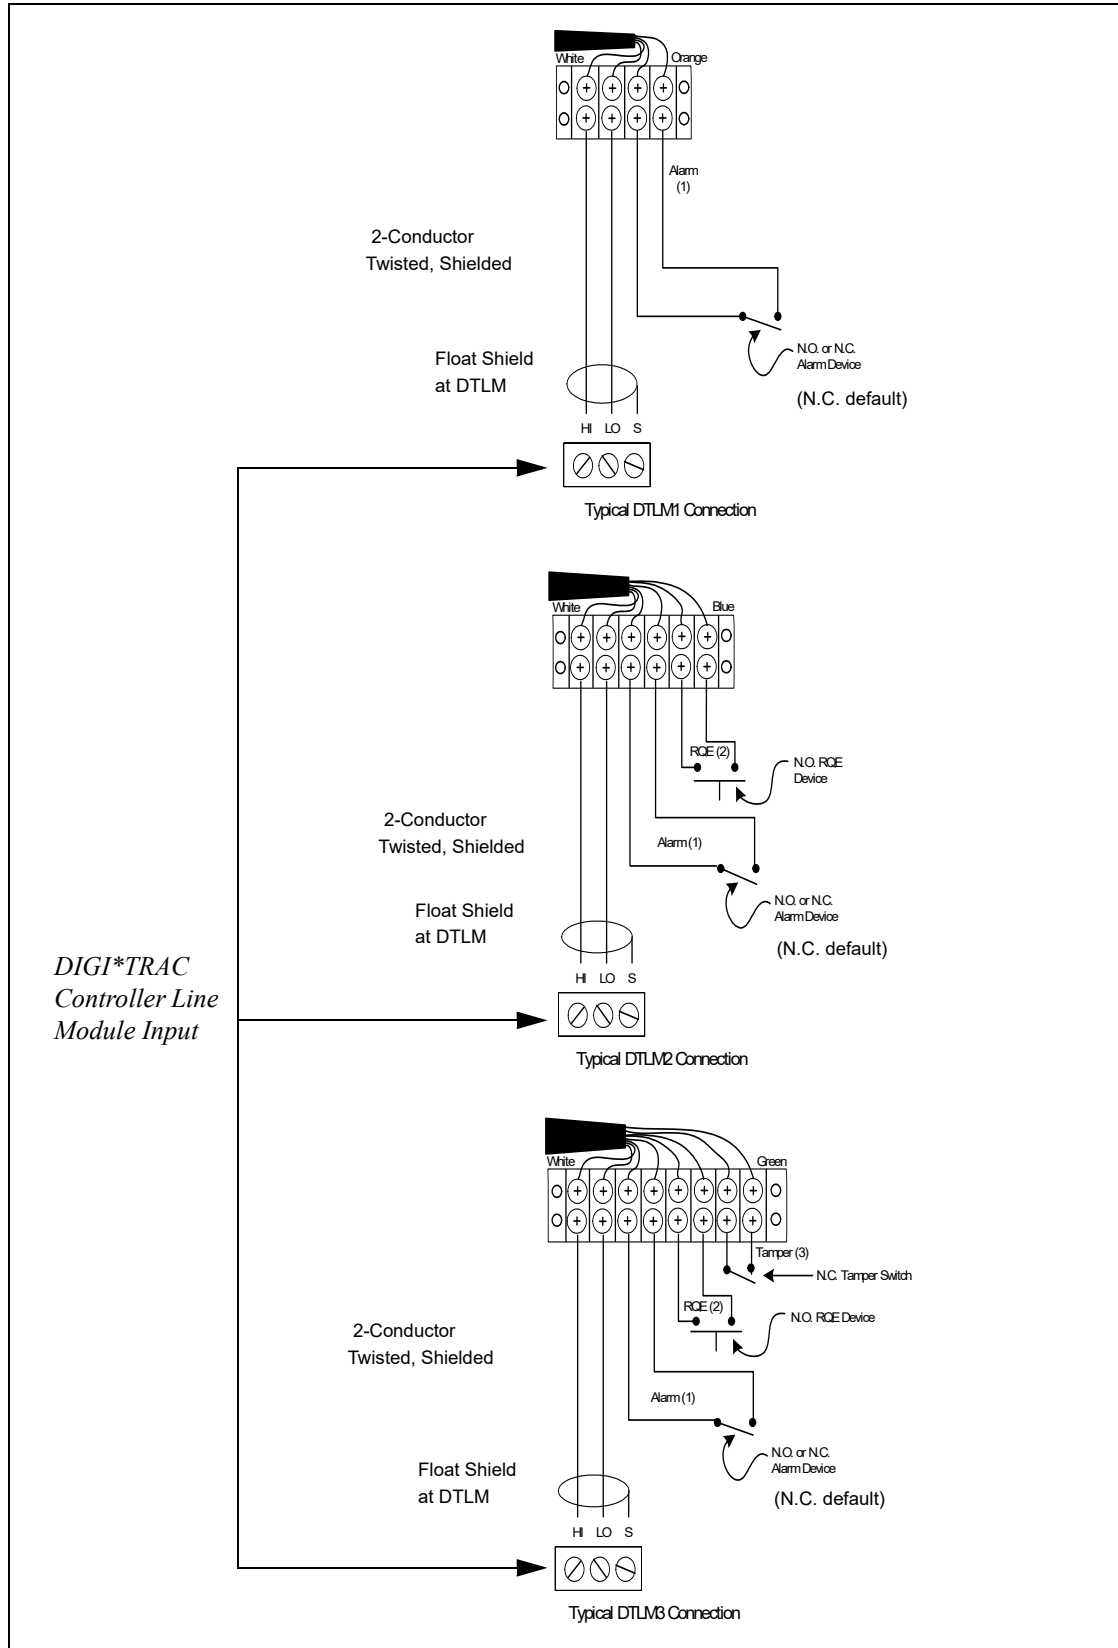 White
Orange
Alarm
(1)
2-Conductor
Twisted, Shielded
N.O. or N.C.
Alarm Device
(N.C. default)
Float Shield
at DTLM
HI LO S
Typical DTLM1 Connection
White
Blue
RQE (2)
N.O. RQE
Device
2-Conductor
Twisted, Shielded
Alarm (1)
N.O. or N.C.
Alarm Device
(N.C. default)
Float Shield
at DTLM
HI LO S
DIGI*TRAC
Controller Line
Module Input
Typical DTLM2 Connection
White
Green
Tamper (3)
N.C. Tamper Switch
RQE (2)
N.O. RQE Device
2-Conductor
Twisted, Shielded
Alarm (1)
N.O. or N.C.
Alarm Device
(N.C. default)
Float Shield
at DTLM
HI LO S
Typical DTLM3 Connection